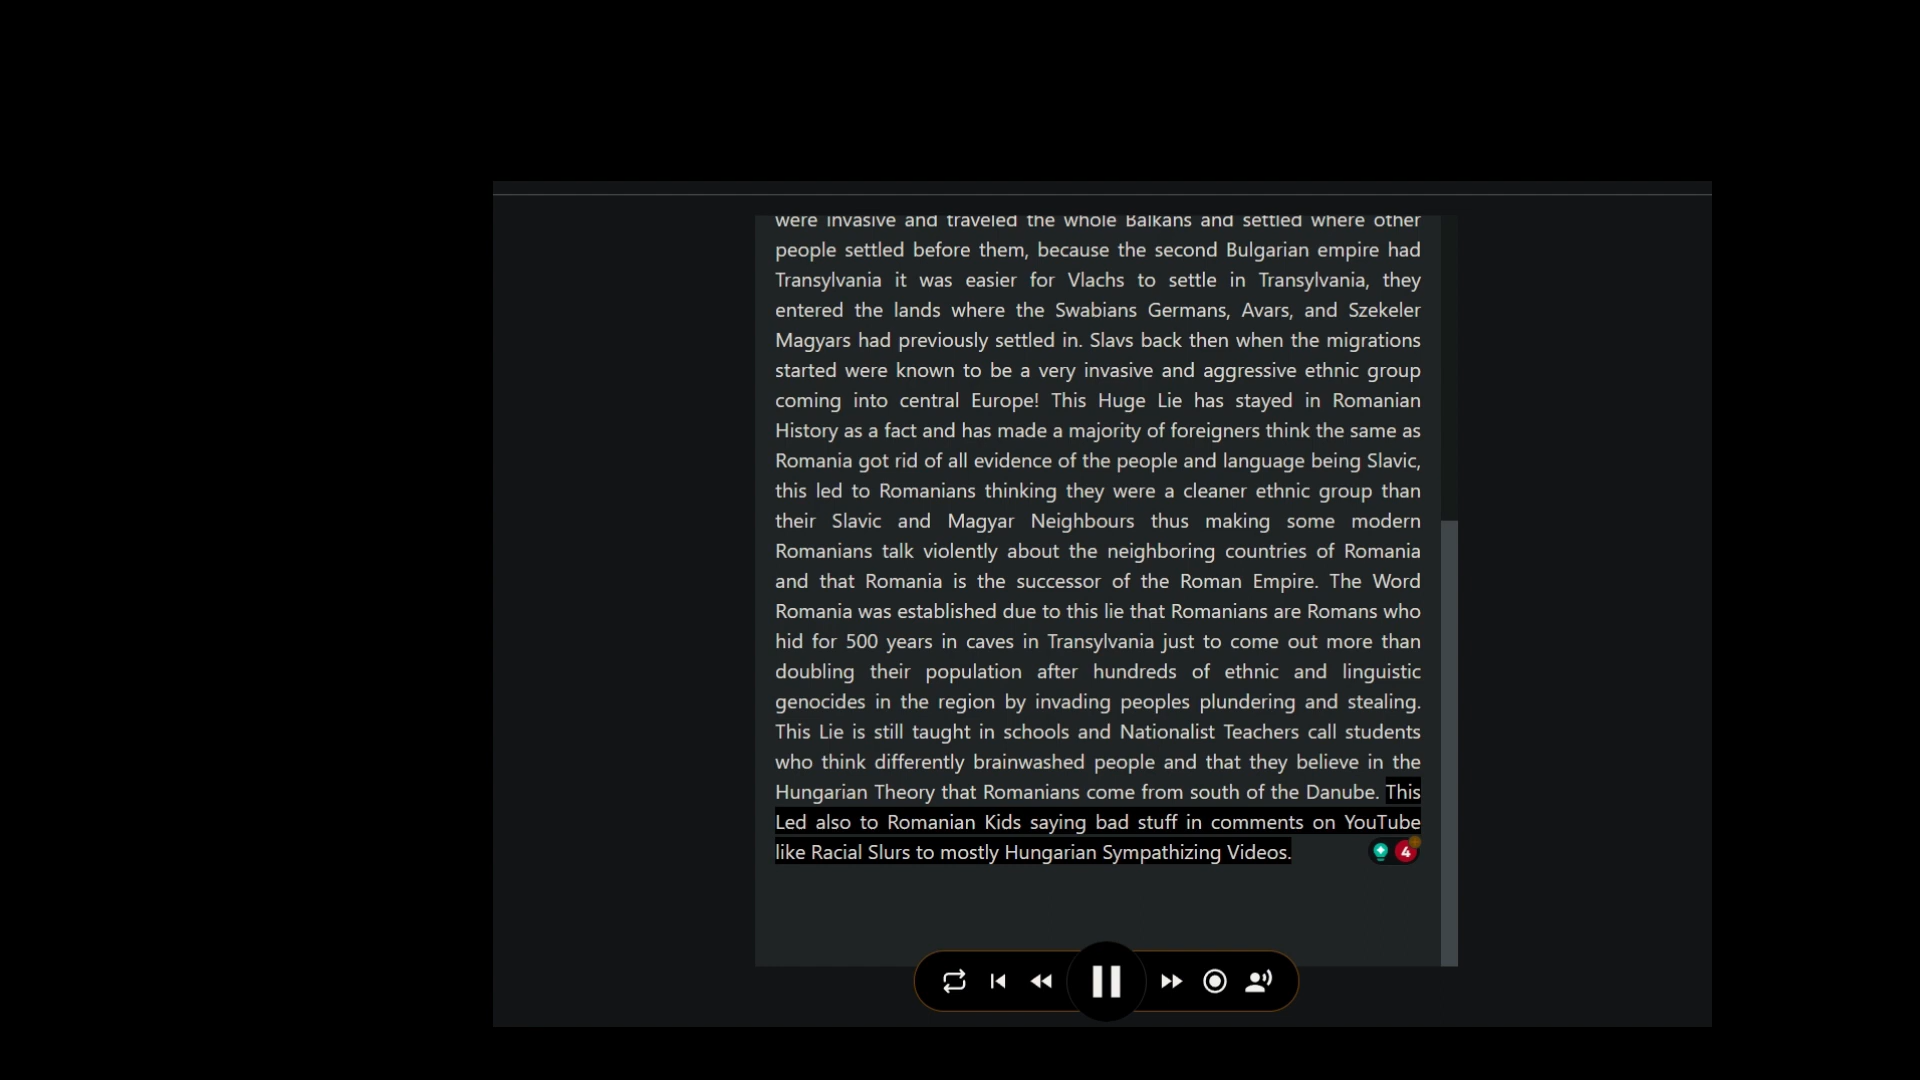 were invasive and traveled the whole Balkans and settled where other
people settled before them, because the second Bulgarian empire had
Transylvania it was easier for Vlachs to settle in Transylvania, they
entered the lands where the Swabians Germans, Avars, and Szekeler
Magyars had previously settled in. Slavs back then when the migrations
started were known to be a very invasive and aggressive ethnic group
coming into central Europe! This Huge Lie has stayed in Romanian
History as a fact and has made a majority of foreigners think the same as
Romania got rid of all evidence of the people and language being Slavic,
this led to Romanians thinking they were a cleaner ethnic group than
their Slavic and Magyar Neighbours thus making some modern
Romanians talk violently about the neighboring countries of Romania
and that Romania is the successor of the Roman Empire. The Word
Romania was established due to this lie that Romanians are Romans who
hid for 500 years in caves in Transylvania just to come out more than
doubling their population after hundreds of ethnic and linguistic
genocides in the region by invading peoples plundering and stealing.
This Lie is still taught in schools and Nationalist Teachers call students
who think differently brainwashed people and that they believe in the
Hungarian Theory that Romanians come from south of the Danube. This
Led also to Romanian Kids saying bad stuff in comments on YouTube
like Racial Slurs to mostly Hungarian Sympathizing Videos.
4